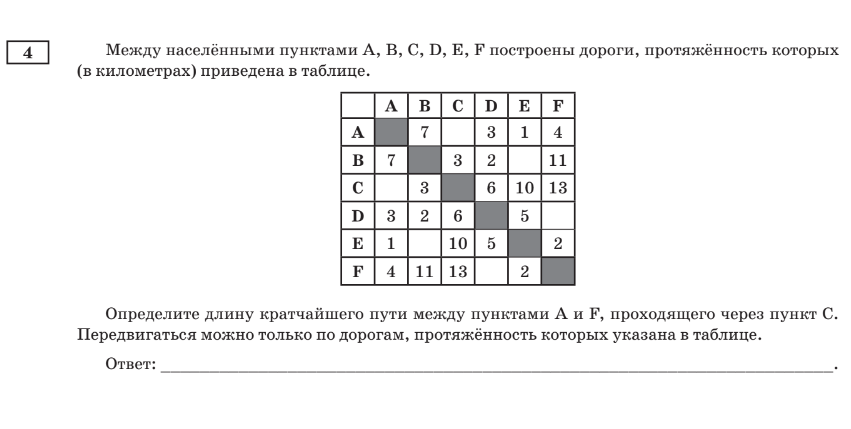 4
Между населёнными пунктами A, B, C, D, E, F построены дороги, протяжённость которых
(в километрах) приведена в таблице.
A B C D E F
A 7 3 1 4
B 7 3 2 11
C 3 6 10 13
D 3 2 6 5
E 1 10 5 2
F 4 11 13 2
Определите длину кратчайшего пути между пунктами A и F, проходящего через пункт C.
Передвигаться можно только по дорогам, протяжённость которых указана в таблице.
Ответ: ___________________________________________________________________________.